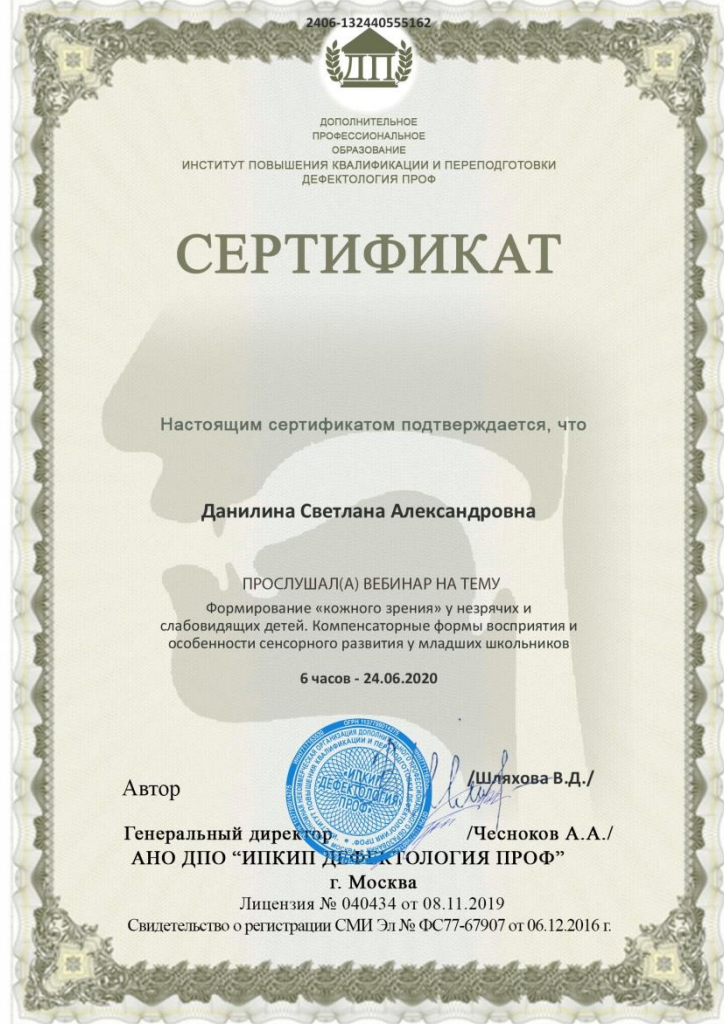 2406-132440555162
ДП
ДОПОЛНИТЕЛЬНОЕ
ПРОФЕССИОНАЛЬНОЕ
ОБРАЗОВАНИЕ
ИНСТИТУТ ПОВЫШЕНИЯ КВАЛИФИКАЦИИ И ПЕРЕПОДГОТОВКИ
ДЕФЕКТОЛОГИЯ ПРОФ
СЕРТИФИКАТ
Настоящим сертификатом подтверждается, что
Данилина Светлана Александровна
ПРОСЛУШАЛ(А) ВЕБИНАР НА ТЕМУ
Формирование «кожного зрения» у незрячих и
слабовидящих детей. Компенсаторные формы восприятия и
особенности сенсорного развития у младших школьников
6 часов - 24.06.2020
«ИПКИП
ДЕФЕКТОЛОГИЯ
ПРОФ»
Автор /Шляхова В.Д./
Генеральный директор /Чесноков А.А./
АНО ДПО “ИПКИП ДЕФЕКТОЛОГИЯ ПРОФ”
г. Москва
Лицензия № 040434 от 08.11.2019
Свидетельство о регистрации СМИ Эл № ФС77-67907 от 06.12.2016 г.